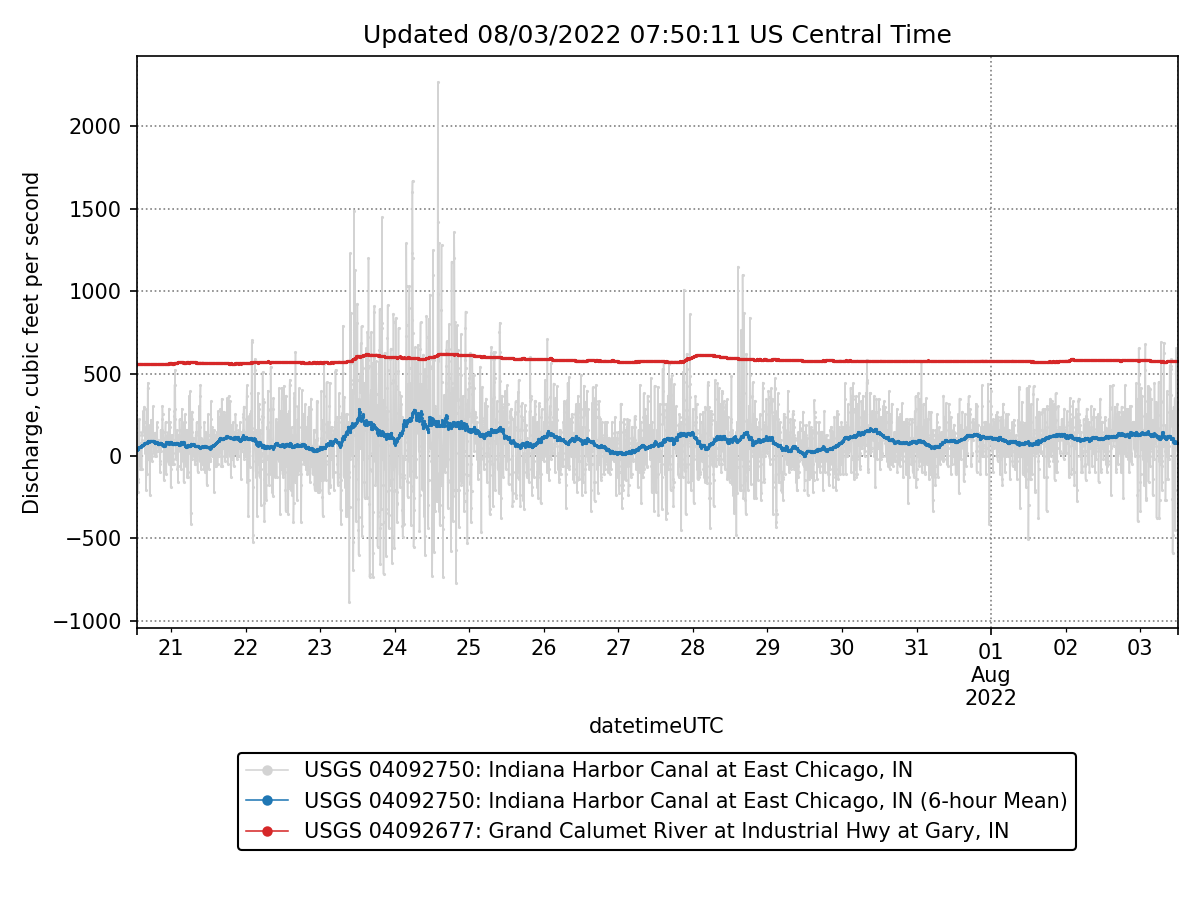 Updated 08/03/2022 07:50:11 US Central Time
Discharge, cubic feet per second
2000
1500
1000
500
0
−500
−1000
21 22 23 24 25 26 27 28 29 30 31 01 02 03
Aug
2022
datetimeUTC
USGS 04092750: Indiana Harbor Canal at East Chicago, IN
USGS 04092750: Indiana Harbor Canal at East Chicago, IN (6-hour Mean)
USGS 04092677: Grand Calumet River at Industrial Hwy at Gary, IN